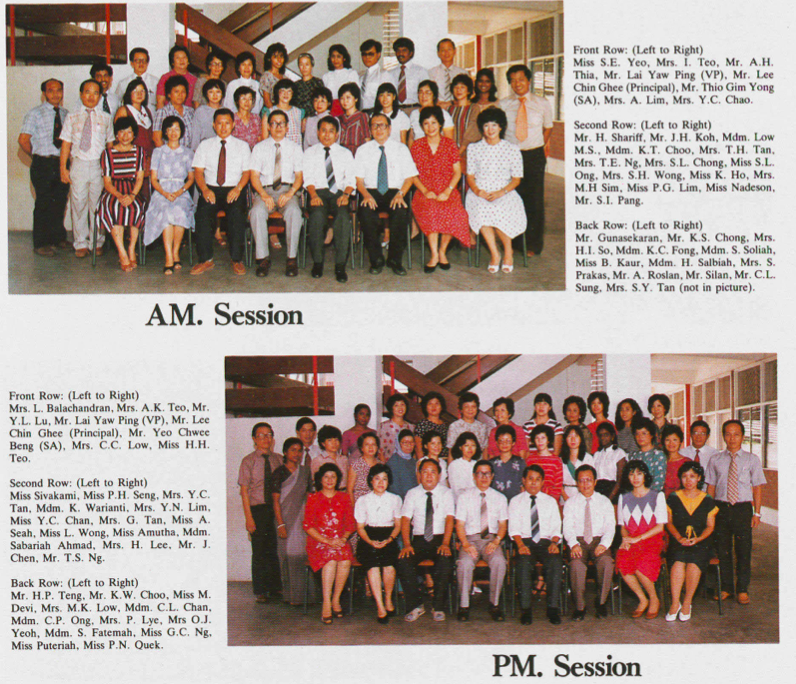 Front Row: (Left to Right)
Miss S.E. Yeo, Mrs. I. Teo, Mr. A.H.
Thia, Mr. Lai Yaw Ping (VP), Mr. Lee
Chin Ghee (Principal), Mr. Thio Gim Yong
(SA), Mrs. A. Lim, Mrs. Y.C. Chao.
Second Row: (Left to Right)
Mr. H. Shariff, Mr. J.H. Koh, Mdm. Low
M.S., Mdm. K.T. Choo, Mrs. T.H. Tan,
Mrs. T.E. Ng, Mrs. S.L. Chong, Miss S.L.
Ong, Mrs. S.H. Wong, Miss K. Ho, Mrs.
M.H Sim, Miss P.G. Lim, Miss Nadeson,
Mr. S.I. Pang.
Back Row: (Left to Right)
Mr. Gunasekaran, Mr. K.S. Chong, Mrs.
H.I. So, Mdm. K.C. Fong, Mdm. S. Soliah,
Miss B. Kaur, Mdm. H. Salbiah, Mrs. S.
Prakas, Mr. A. Roslan, Mr. Silan, Mr. C.L.
Sung, Mrs. S.Y. Tan (not in picture).
AM. Session
Front Row: (Left to Right)
Mrs. L. Balachandran, Mrs. A.K. Teo, Mr.
Y.L. Lu, Mr. Lai Yaw Ping (VP), Mr. Lee
Chin Ghee (Principal), Mr. Yeo Chwee
Beng (SA), Mrs. C.C. Low, Miss H.H.
Teo.
Second Row: (Left to Right)
Miss Sivakami, Miss P.H. Seng, Mrs. Y.C.
Tan, Mdm. K. Warianti, Mrs. Y.N. Lim,
Miss Y.C. Chan, Mrs. G. Tan, Miss A.
Seah, Miss L. Wong, Miss Amutha, Mdm.
Sabariah Ahmad, Mrs. H. Lee, Mr. J.
Chen, Mr. T.S. Ng.
Back Row: (Left to Right)
Mr. H.P. Teng, Mr. K.W. Choo, Miss M.
Devi, Mrs. M.K. Low, Mdm. C.L. Chan,
Mdm. C.P. Ong, Mrs. P. Lye, Mrs O.J.
Yeoh, Mdm. S. Fatemah, Miss G.C. Ng,
Miss Puteriah, Miss P.N. Quek.
PM. Session